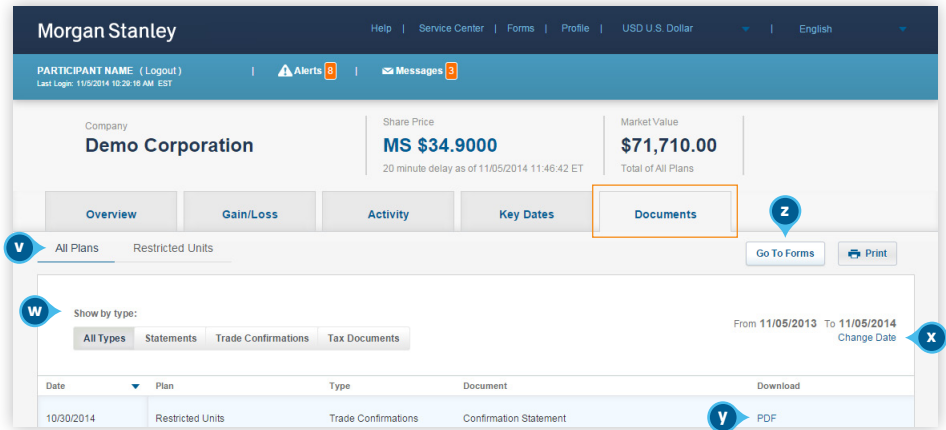 Morgan Stanley
Help | Service Center | Forms | Profile | USD U.S. Dollar | English
PARTICIPANT NAME (Logout) | Alerts 8 | Messages 3
Last Login: 11/5/2014 10:29:16 AM EST
Company
Demo Corporation
Share Price
MS $34.9000
20 minute delay as of 11/05/2014 11:46:42 ET
Market Value
$71,710.00
Total of All Plans
Overview Gain/Loss Activity Key Dates Documents
z
v All Plans Restricted Units Go To Forms Print
w Show by type:
All Types Statements Trade Confirmations Tax Documents
From 11/05/2013 To 11/05/2014
Change Date x
Date Plan Type Document Download
10/30/2014 Restricted Units Trade Confirmations Confirmation Statement y PDF